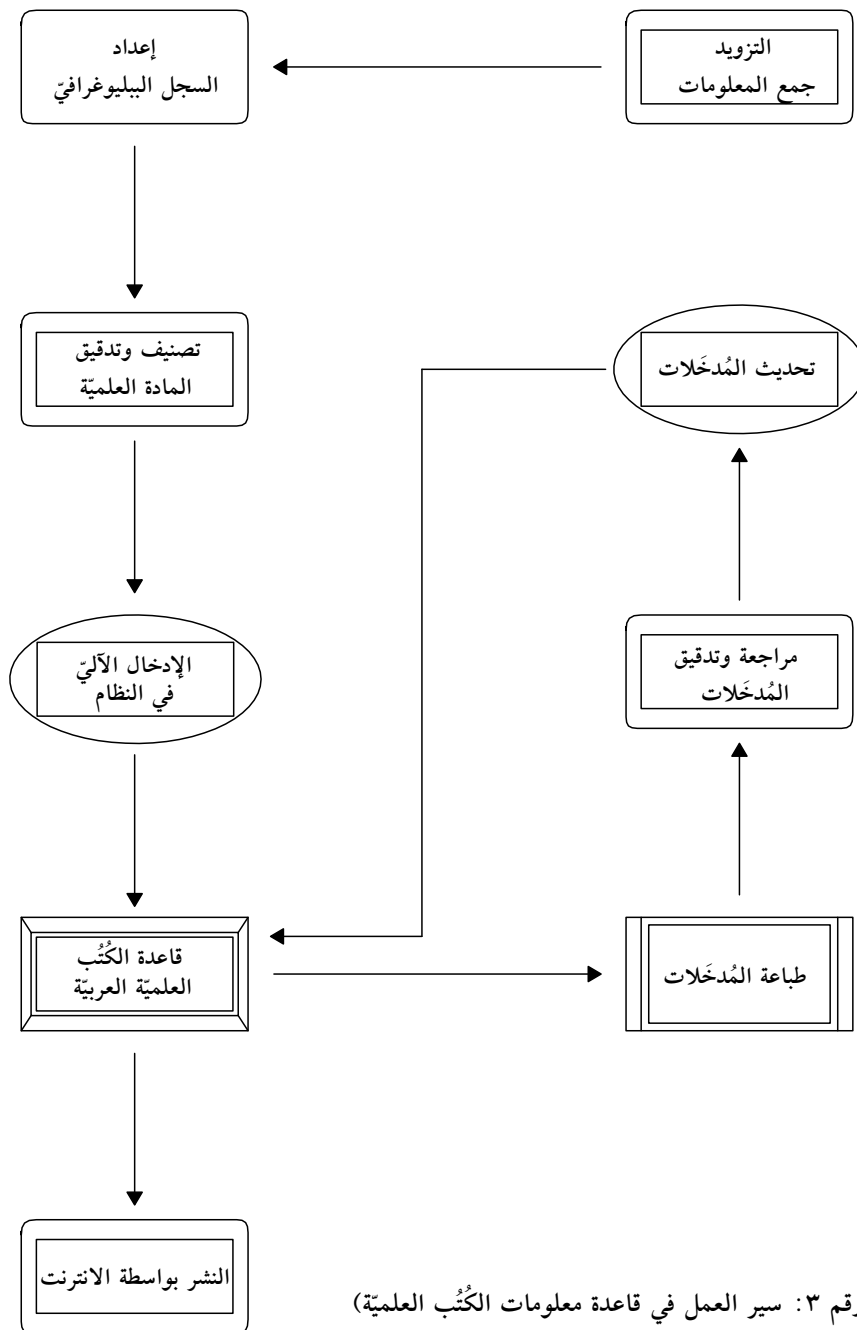 التزويد
جمع المعلومات
إعداد
السجل الببليوغرافيّ
تصنيف وتدقيق
المادة العلميّة
تحديث المُدخَلات
الإدخال الآليّ
في النظام
مراجعة وتدقيق
المُدخَلات
قاعدة الكُتُب
العلميّة العربيّة
طباعة المُدخَلات
النشر بواسطة الانترنت
رقم ٣: سير العمل في قاعدة معلومات الكُتُب العلميّة)